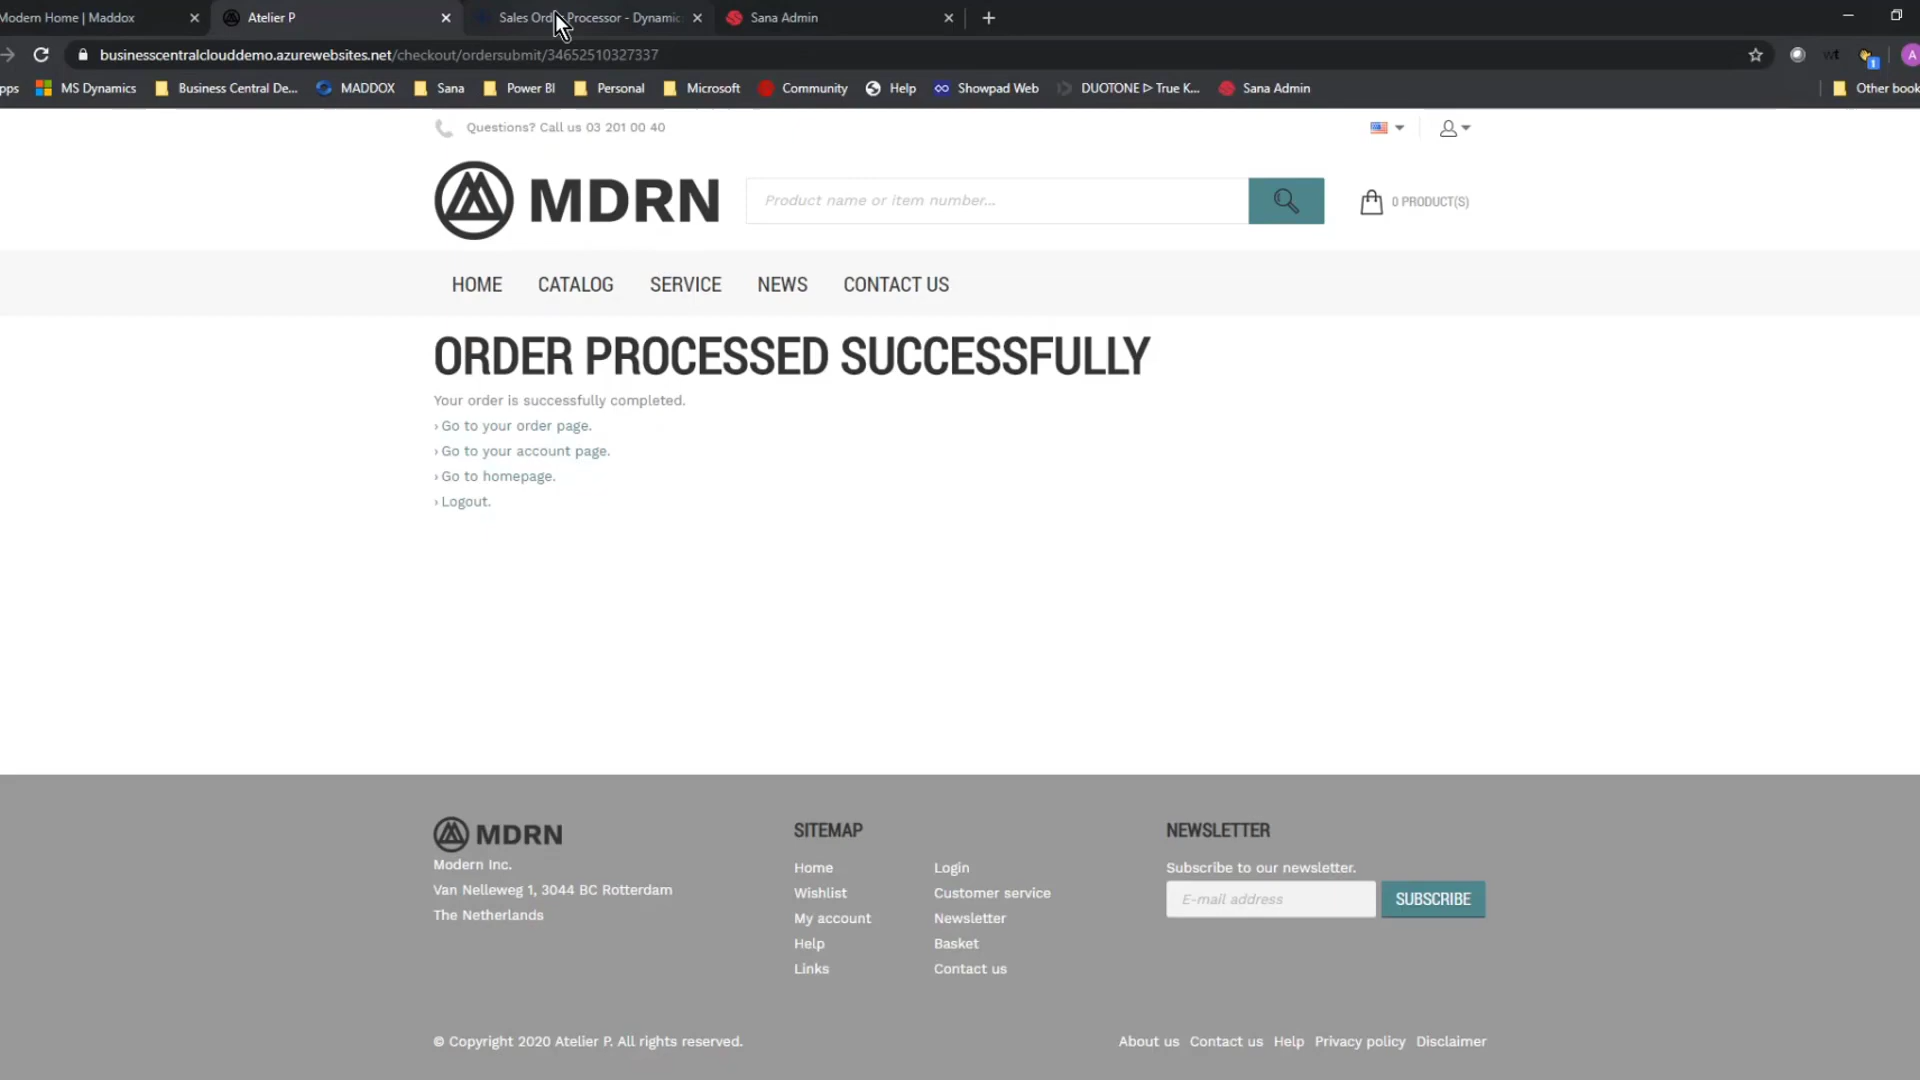 Modern Home | Maddox
Atelier P
Sales Order Processor - Dynamic
Sana Admin
businesscentralclouddemo.azurewebsites.net/checkout/ordersubmit/34652510327337
wt
1
A
pps
MS Dynamics
Business Central De...
MADDOX
Sana
Power BI
Personal
Microsoft
Community
Help
Showpad Web
DUOTONE ᐅ True K...
Sana Admin
Other book
Questions? Call us 03 201 00 40
MDRN
Product name or item number...
0 PRODUCT(S)
HOME
CATALOG
SERVICE
NEWS
CONTACT US
ORDER PROCESSED SUCCESSFULLY
Your order is successfully completed.
› Go to your order page.
› Go to your account page.
› Go to homepage.
› Logout.
MDRN
Modern Inc.
Van Nelleweg 1, 3044 BC Rotterdam
The Netherlands
SITEMAP
Home
Wishlist
My account
Help
Links
Login
Customer service
Newsletter
Basket
Contact us
NEWSLETTER
Subscribe to our newsletter.
E-mail address
SUBSCRIBE
© Copyright 2020 Atelier P. All rights reserved.
About us
Contact us
Help
Privacy policy
Disclaimer